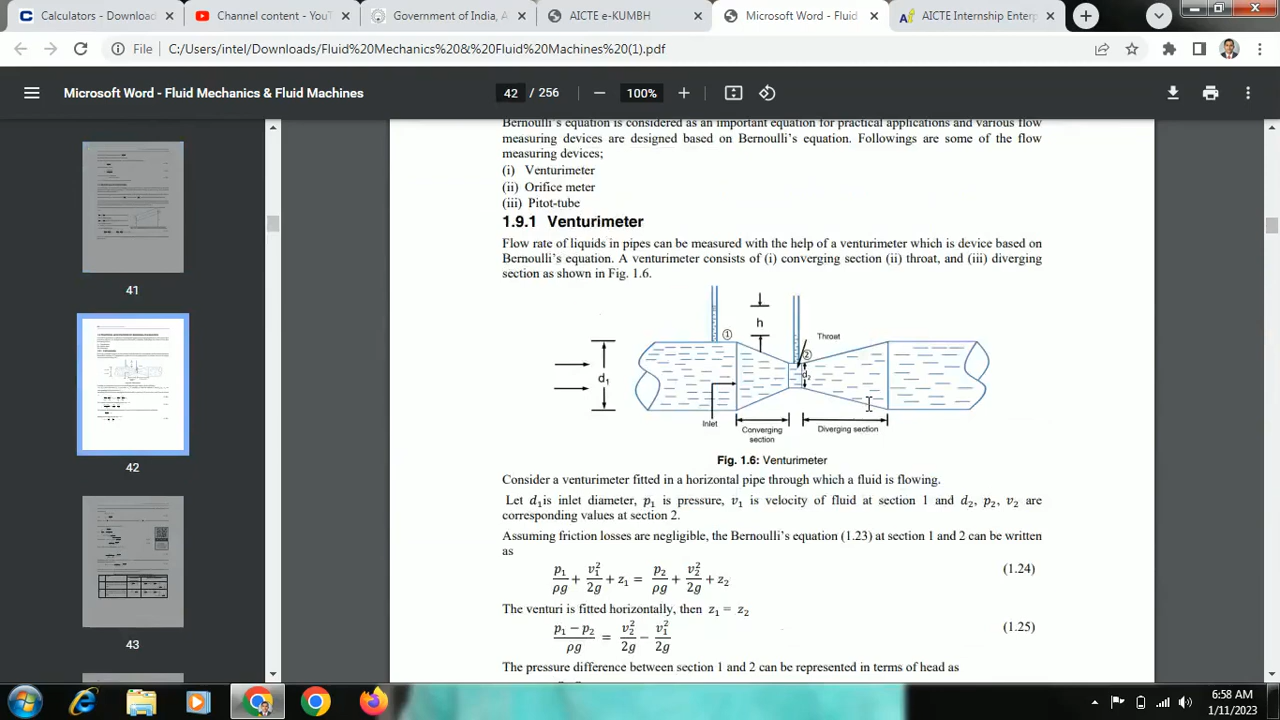 Calculators - Download
Channel content - YouT
Government of India, A
AICTE e-KUMBH
Microsoft Word - Fluid
AICTE Internship Enterp
File
C:/Users/intel/Downloads/Fluid%20Mechanics%20&%20Fluid%20Machines%20(1).pdf
Microsoft Word - Fluid Mechanics & Fluid Machines
42 / 256
100%
41
42
43
Bernoulli's equation is considered as an important equation for practical applications and various flow
measuring devices are designed based on Bernoulli's equation. Followings are some of the flow
measuring devices;
(i) Venturimeter
(ii) Orifice meter
(iii) Pitot-tube
1.9.1 Venturimeter
Flow rate of liquids in pipes can be measured with the help of a venturimeter which is device based on
Bernoulli's equation. A venturimeter consists of (i) converging section (ii) throat, and (iii) diverging
section as shown in Fig. 1.6.
h
① Throat
②
d₁ d₂
Inlet
Converging
section
Diverging section
Fig. 1.6: Venturimeter
Consider a venturimeter fitted in a horizontal pipe through which a fluid is flowing.
Let d₁is inlet diameter, p₁ is pressure, v₁ is velocity of fluid at section 1 and d₂, p₂, v₂ are
corresponding values at section 2.
Assuming friction losses are negligible, the Bernoulli's equation (1.23) at section 1 and 2 can be written
as
p₁/ρg + v₁²/2g + z₁ = p₂/ρg + v₂²/2g + z₂ (1.24)
The venturi is fitted horizontally, then z₁ = z₂
p₁ − p₂/ρg = v₂²/2g − v₁²/2g (1.25)
The pressure difference between section 1 and 2 can be represented in terms of head as
6:58 AM
1/11/2023